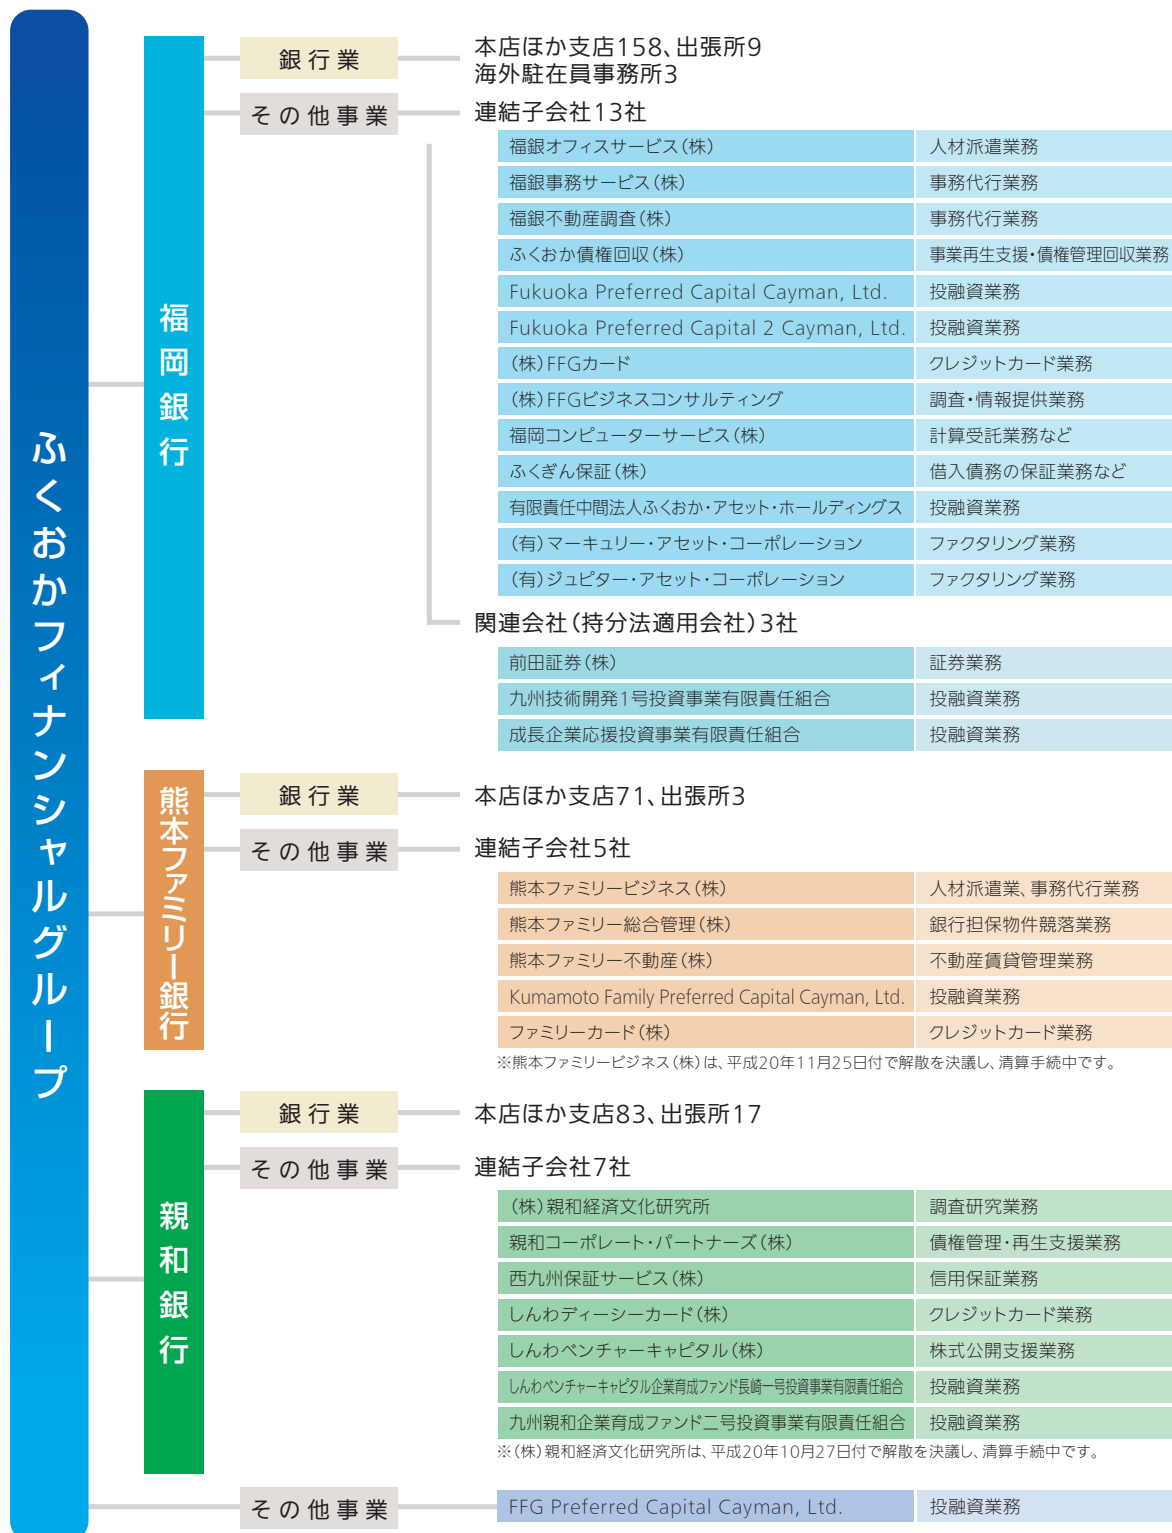 ふくおかフィナンシャルグループ
福岡銀行
銀行業
本店ほか支店158、出張所9
海外駐在員事務所3
その他事業
連結子会社13社
福銀オフィスサービス(株) 人材派遣業務
福銀事務サービス(株) 事務代行業務
福銀不動産調査(株) 事務代行業務
ふくおか債権回収(株) 事業再生支援・債権管理回収業務
Fukuoka Preferred Capital Cayman, Ltd. 投融資業務
Fukuoka Preferred Capital 2 Cayman, Ltd. 投融資業務
(株)FFGカード クレジットカード業務
(株)FFGビジネスコンサルティング 調査・情報提供業務
福岡コンピューターサービス(株) 計算受託業務など
ふくぎん保証(株) 借入債務の保証業務など
有限責任中間法人ふくおか・アセット・ホールディングス 投融資業務
(有)マーキュリー・アセット・コーポレーション ファクタリング業務
(有)ジュピター・アセット・コーポレーション ファクタリング業務
関連会社(持分法適用会社)3社
前田証券(株) 証券業務
九州技術開発1号投資事業有限責任組合 投融資業務
成長企業応援投資事業有限責任組合 投融資業務
熊本ファミリー銀行
銀行業
本店ほか支店71、出張所3
その他事業
連結子会社5社
熊本ファミリービジネス(株) 人材派遣業、事務代行業務
熊本ファミリー総合管理(株) 銀行担保物件競落業務
熊本ファミリー不動産(株) 不動産賃貸管理業務
Kumamoto Family Preferred Capital Cayman, Ltd. 投融資業務
ファミリーカード(株) クレジットカード業務
※熊本ファミリービジネス(株)は、平成20年11月25日付で解散を決議し、清算手続中です。
親和銀行
銀行業
本店ほか支店83、出張所17
その他事業
連結子会社7社
(株)親和経済文化研究所 調査研究業務
親和コーポレート・パートナーズ(株) 債権管理・再生支援業務
西九州保証サービス(株) 信用保証業務
しんわディーシーカード(株) クレジットカード業務
しんわベンチャーキャピタル(株) 株式公開支援業務
しんわベンチャーキャピタル企業育成ファンド長崎一号投資事業有限責任組合 投融資業務
九州親和企業育成ファンド二号投資事業有限責任組合 投融資業務
※(株)親和経済文化研究所は、平成20年10月27日付で解散を決議し、清算手続中です。
その他事業
FFG Preferred Capital Cayman, Ltd. 投融資業務